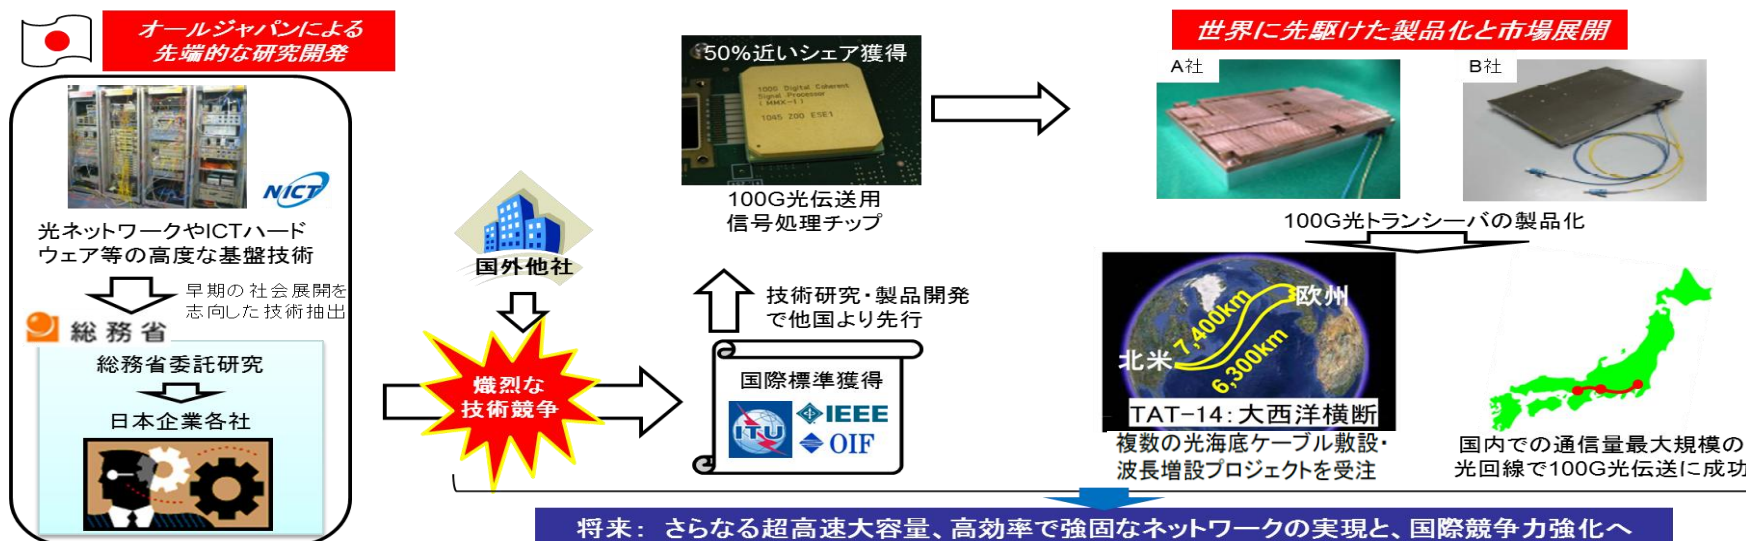 オールジャパンによる
先端的な研究開発
NICT
光ネットワークやICTハード
ウェア等の高度な基盤技術
早期の社会展開を
志向した技術抽出
総務省
総務省委託研究
日本企業各社
国外他社
熾烈な
技術競争
50%近いシェア獲得
100G Digital Coherent
Signal Processor
(MMX-1)
100G光伝送用
信号処理チップ
技術研究・製品開発
で他国より先行
国際標準獲得
ITU
IEEE
OIF
世界に先駆けた製品化と市場展開
A社
B社
100G光トランシーバの製品化
欧州
7,400km
北米
6,300km
TAT-14:大西洋横断
複数の光海底ケーブル敷設・
波長増設プロジェクトを受注
国内での通信量最大規模の
光回線で100G光伝送に成功
将来: さらなる超高速大容量、高効率で強固なネットワークの実現と、国際競争力強化へ